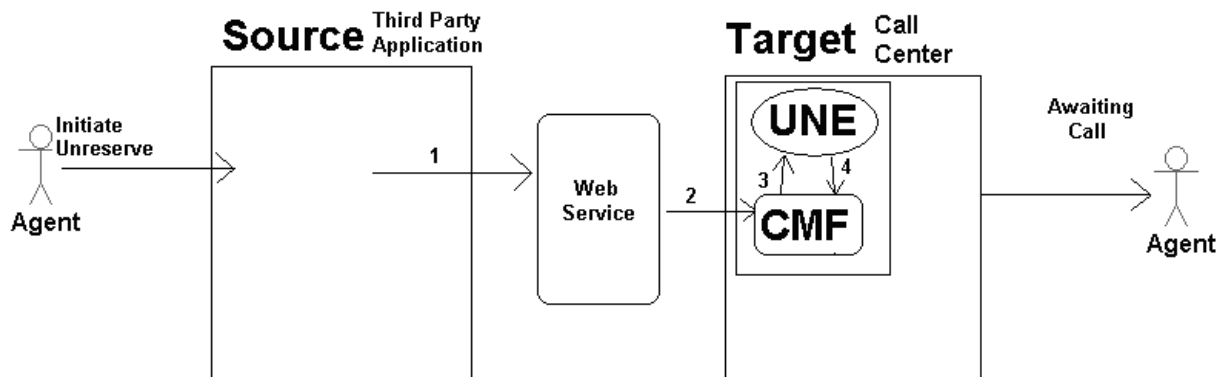 Source Third Party
Application
Target Call
Center
Initiate
Unreserve
Agent
1
Web
Service
2
UNE
3
4
CMF
Awaiting
Call
Agent